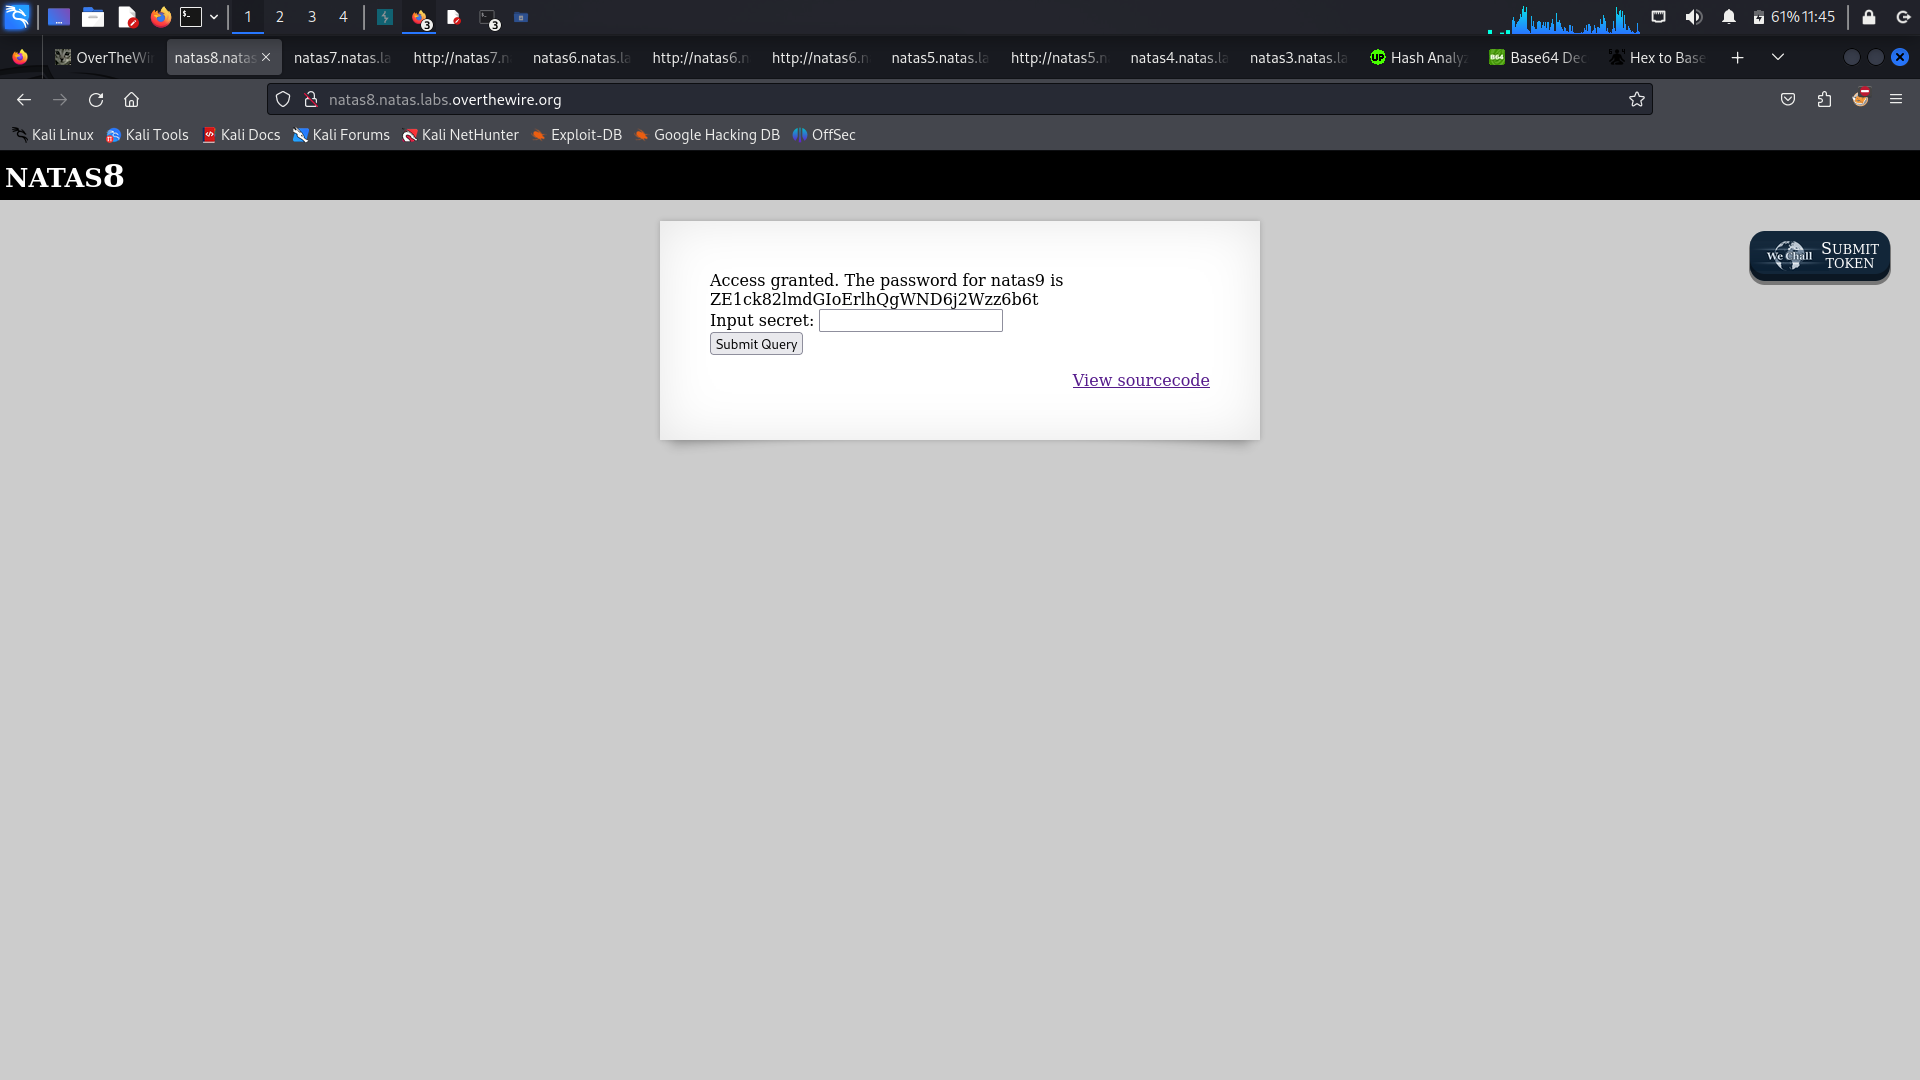 1 2 3 4 3 3 61% 11:45
OverTheWi natas8.natas natas7.natas.la http://natas7.n natas6.natas.la http://natas6.n http://natas6.n natas5.natas.la http://natas5.n natas4.natas.la natas3.natas.la Hash Analyz Base64 Dec Hex to Base
natas8.natas.labs.overthewire.org
Kali Linux Kali Tools Kali Docs Kali Forums Kali NetHunter Exploit-DB Google Hacking DB OffSec
NATAS8
We Chall SUBMIT TOKEN
Access granted. The password for natas9 is
ZE1ck82lmdGIoErlhQgWND6j2Wzz6b6t
Input secret:
Submit Query
View sourcecode